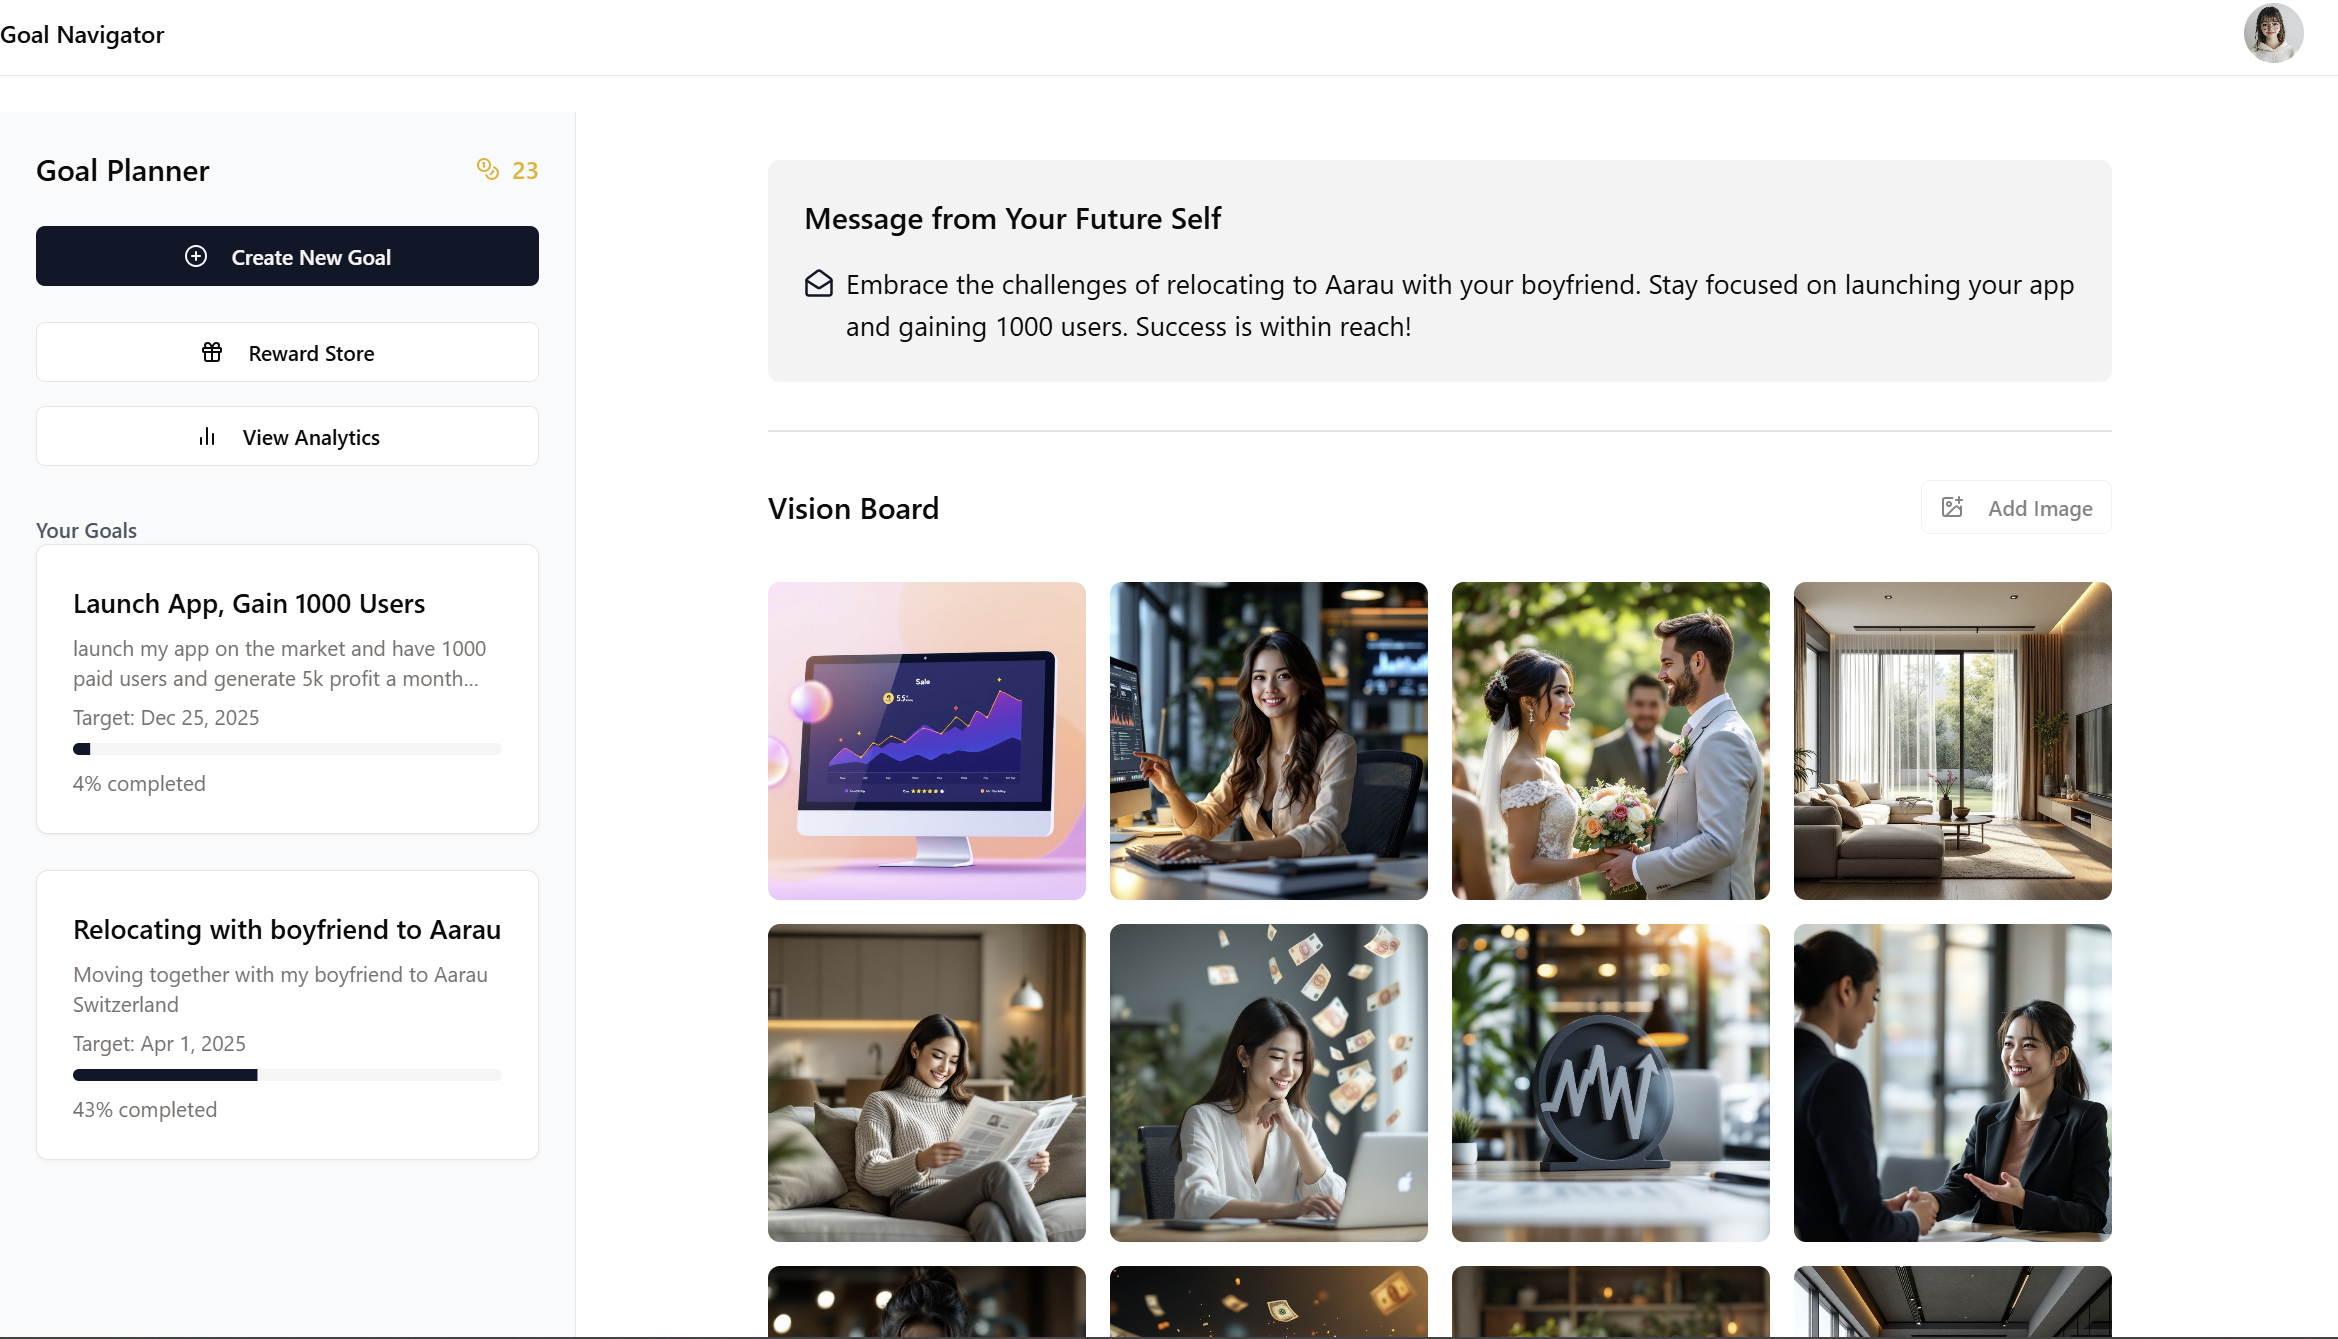 Goal Navigator
Goal Planner
23
Create New Goal
Reward Store
View Analytics
Your Goals
Launch App, Gain 1000 Users
launch my app on the market and have 1000
paid users and generate 5k profit a month...
Target: Dec 25, 2025
4% completed
Relocating with boyfriend to Aarau
Moving together with my boyfriend to Aarau
Switzerland
Target: Apr 1, 2025
43% completed
Message from Your Future Self
Embrace the challenges of relocating to Aarau with your boyfriend. Stay focused on launching your app
and gaining 1000 users. Success is within reach!
Vision Board
Add Image
Sale